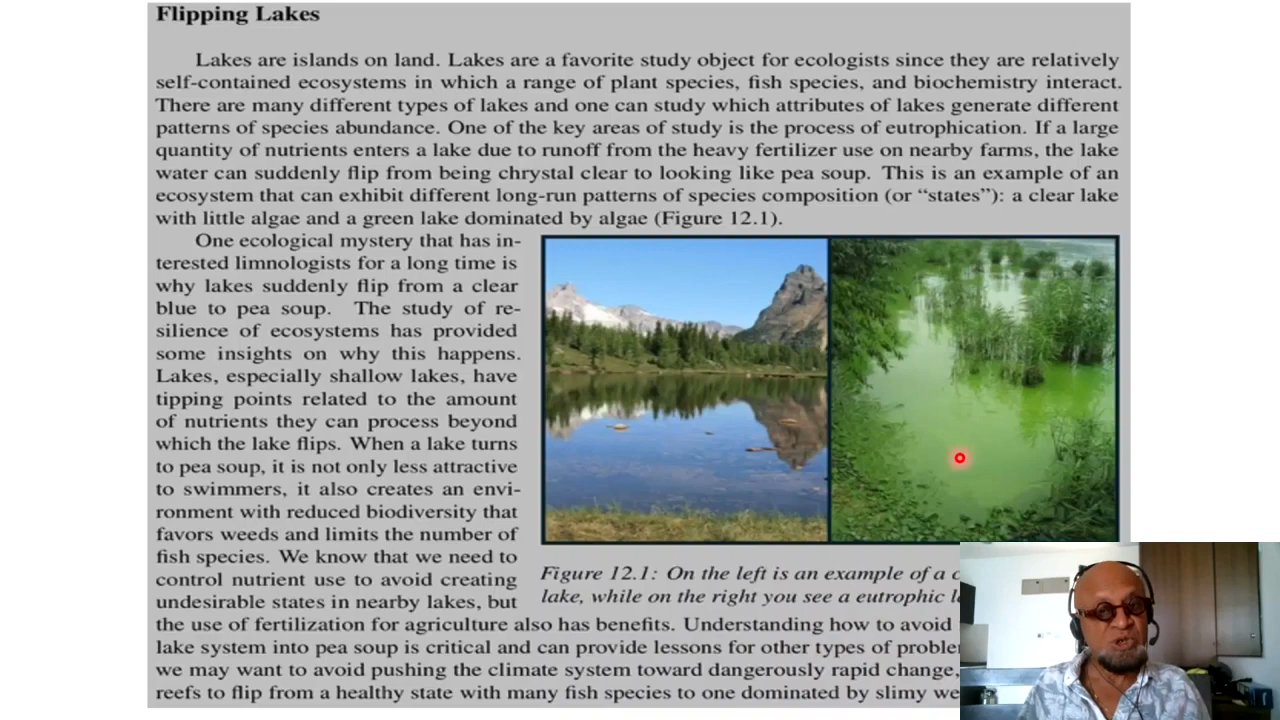 Flipping Lakes
Lakes are islands on land. Lakes are a favorite study object for ecologists since they are relatively
self-contained ecosystems in which a range of plant species, fish species, and biochemistry interact.
There are many different types of lakes and one can study which attributes of lakes generate different
patterns of species abundance. One of the key areas of study is the process of eutrophication. If a large
quantity of nutrients enters a lake due to runoff from the heavy fertilizer use on nearby farms, the lake
water can suddenly flip from being chrystal clear to looking like pea soup. This is an example of an
ecosystem that can exhibit different long-run patterns of species composition (or “states”): a clear lake
with little algae and a green lake dominated by algae (Figure 12.1).
One ecological mystery that has in-
terested limnologists for a long time is
why lakes suddenly flip from a clear
blue to pea soup. The study of re-
silience of ecosystems has provided
some insights on why this happens.
Lakes, especially shallow lakes, have
tipping points related to the amount
of nutrients they can process beyond
which the lake flips. When a lake turns
to pea soup, it is not only less attractive
to swimmers, it also creates an envi-
ronment with reduced biodiversity that
favors weeds and limits the number of
fish species. We know that we need to
control nutrient use to avoid creating
undesirable states in nearby lakes, but
the use of fertilization for agriculture also has benefits. Understanding how to avoid
lake system into pea soup is critical and can provide lessons for other types of
we may want to avoid pushing the climate system toward dangerously rapid change,
reefs to flip from a healthy state with many fish species to one dominated by slimy
Figure 12.1: On the left is an example of a
lake, while on the right you see a eutrophic